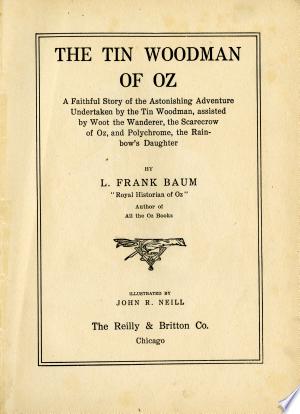 THE TIN WOODMAN
OF OZ
A Faithful Story of the Astonishing Adventure
Undertaken by the Tin Woodman, assisted
by Woot the Wanderer, the Scarecrow
of Oz, and Polychrome, the Rain-
bow's Daughter
BY
L. FRANK BAUM
"Royal Historian of Oz"
Author of
All the Oz Books
ILLUSTRATED BY
JOHN R. NEILL
The Reilly & Britton Co.
Chicago